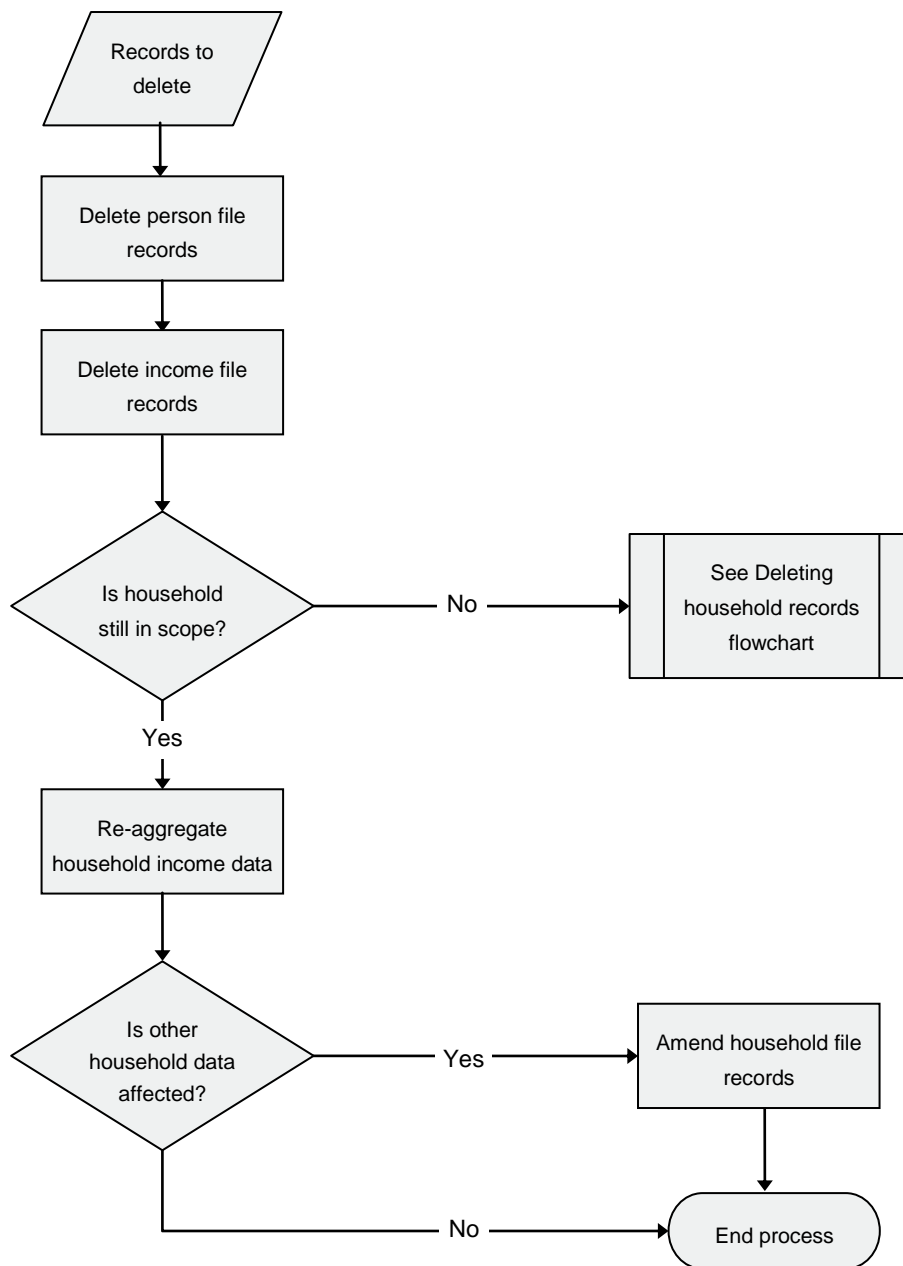 Records to
delete
Delete person file
records
Delete income file
records
Is household
still in scope?
No
See Deleting
household records
flowchart
Yes
Re-aggregate
household income data
Is other
household data
affected?
Yes
Amend household file
records
No
End process